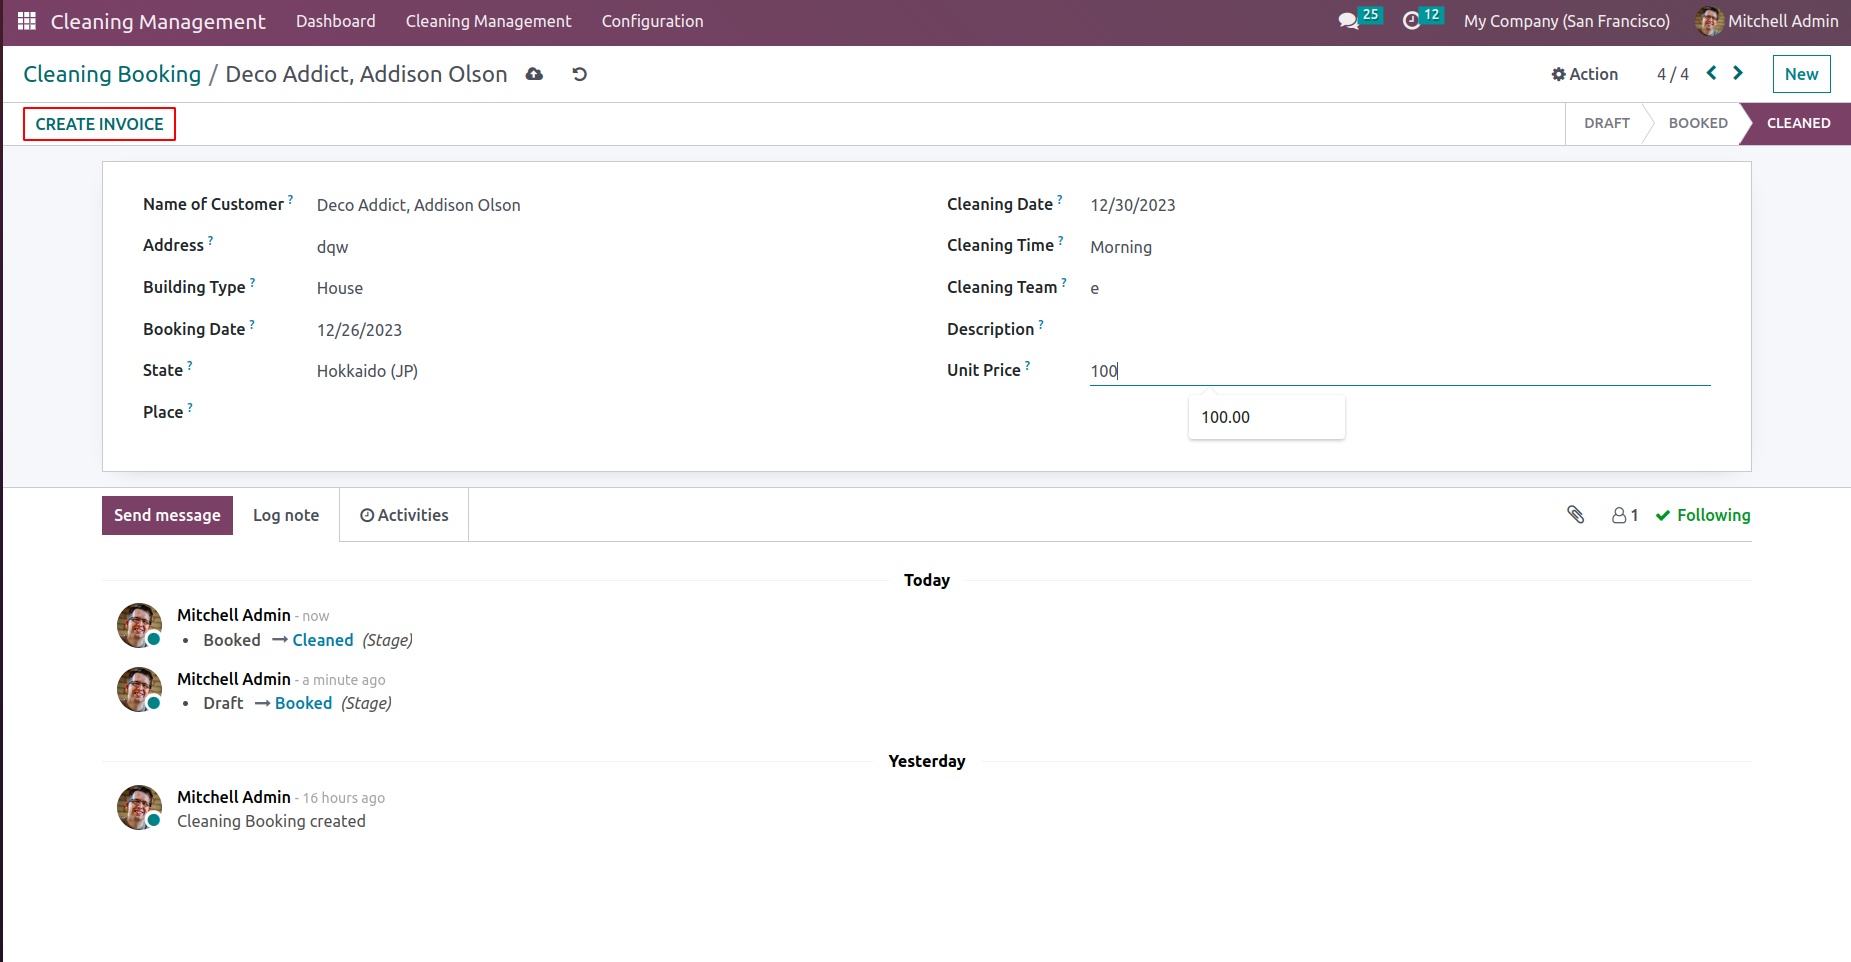 Cleaning Management Dashboard Cleaning Management Configuration 25 12 My Company (San Francisco) Mitchell Admin
Cleaning Booking / Deco Addict, Addison Olson Action 4 / 4 New
CREATE INVOICE DRAFT BOOKED CLEANED
Name of Customer ? Deco Addict, Addison Olson Cleaning Date ? 12/30/2023
Address ? dqw Cleaning Time ? Morning
Building Type ? House Cleaning Team ? e
Booking Date ? 12/26/2023 Description ?
State ? Hokkaido (JP) Unit Price ? 100
Place ? 100.00
Send message Log note Activities 1 Following
Today
Mitchell Admin - now
• Booked → Cleaned (Stage)
Mitchell Admin - a minute ago
• Draft → Booked (Stage)
Yesterday
Mitchell Admin - 16 hours ago
Cleaning Booking created